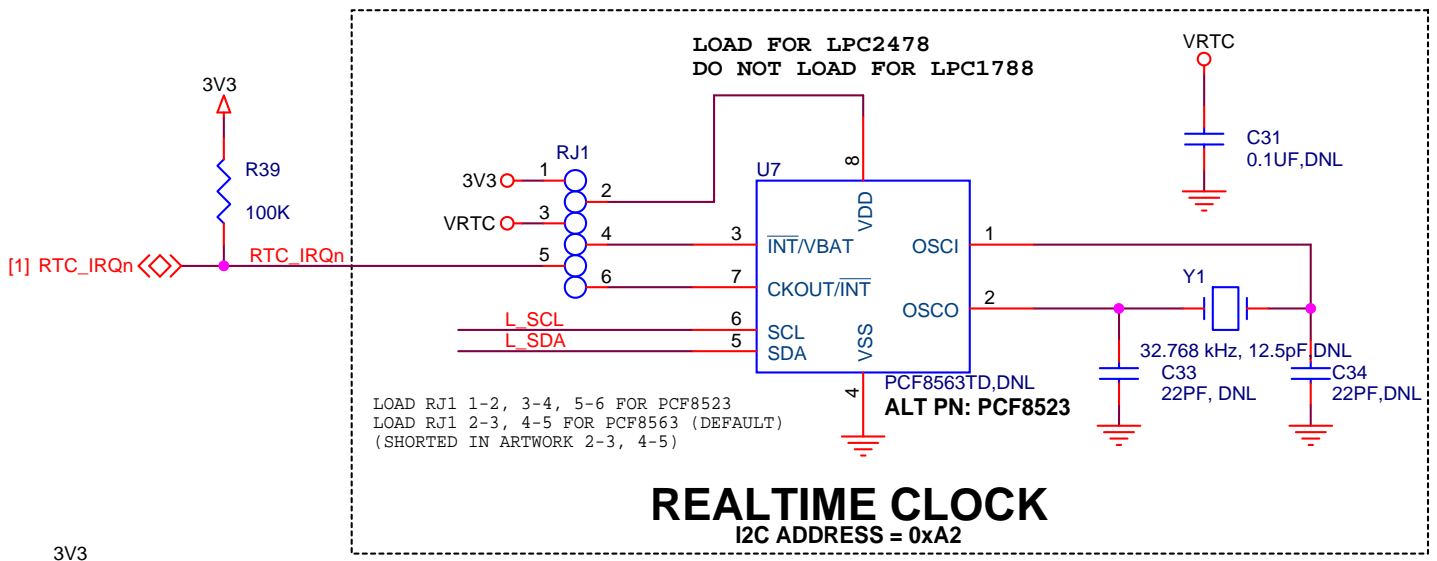 LOAD FOR LPC2478
DO NOT LOAD FOR LPC1788
VRTC
3V3
C31
0.1UF,DNL
R39
100K
RJ1
3V3
1
2
VRTC
3
4
5
6
[1] RTC_IRQn
RTC_IRQn
U7
8
VDD
3
INT/VBAT
OSCI
1
7
CKOUT/INT
OSCO
2
Y1
L_SCL
6
SCL
L_SDA
5
SDA
VSS
4
32.768 kHz, 12.5pF,DNL
C33
22PF, DNL
C34
22PF,DNL
PCF8563TD,DNL
ALT PN: PCF8523
LOAD RJ1 1-2, 3-4, 5-6 FOR PCF8523
LOAD RJ1 2-3, 4-5 FOR PCF8563 (DEFAULT)
(SHORTED IN ARTWORK 2-3, 4-5)
REALTIME CLOCK
I2C ADDRESS = 0xA2
3V3